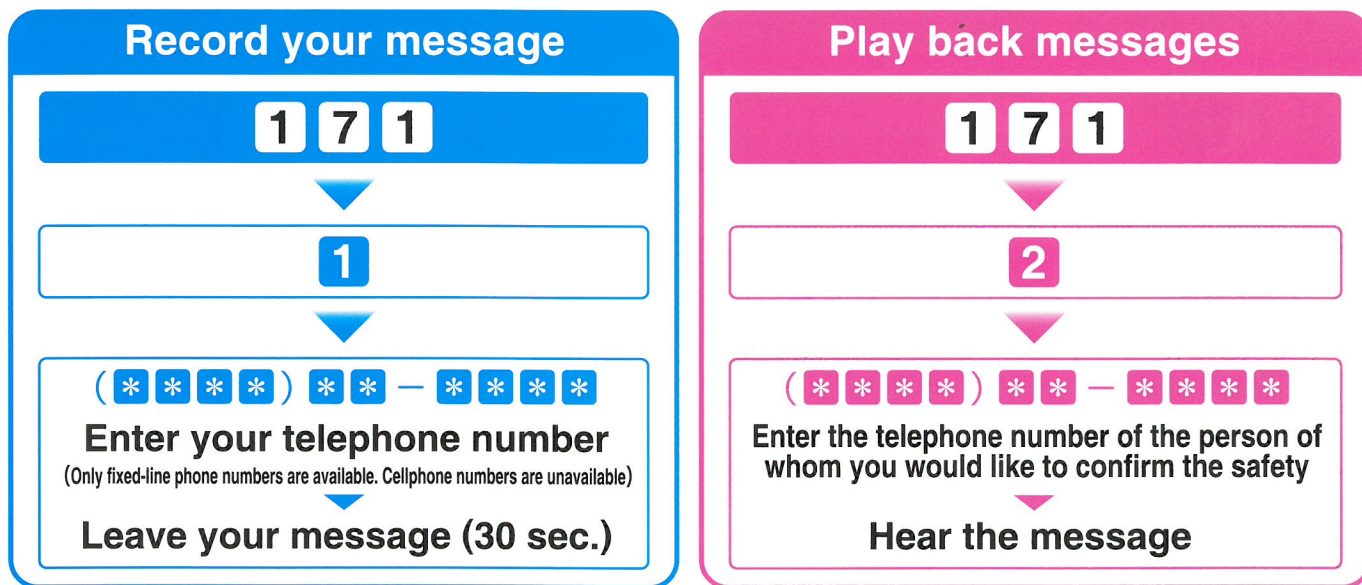 Record your message
1 7 1
1
(****) ** – ****
Enter your telephone number
(Only fixed-line phone numbers are available. Cellphone numbers are unavailable)
Leave your message (30 sec.)
Play back messages
1 7 1
2
(****) ** – ****
Enter the telephone number of the person of
whom you would like to confirm the safety
Hear the message